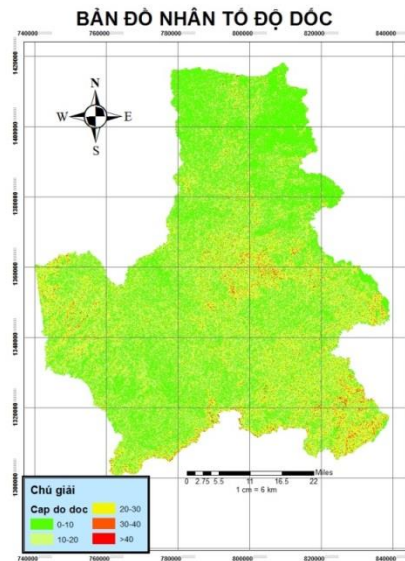 BẢN ĐỒ NHÂN TỐ ĐỘ DỐC
740000 760000 780000 800000 820000 840000
1420000
1400000
1380000
1360000
1340000
1320000
1300000
N
W E
S
Chú giải
Cap do doc
0-10
10-20
20-30
30-40
>40
Miles
0 2.75 5.5 11 16.5 22
1 cm = 6 km
740000 760000 780000 800000 820000 840000